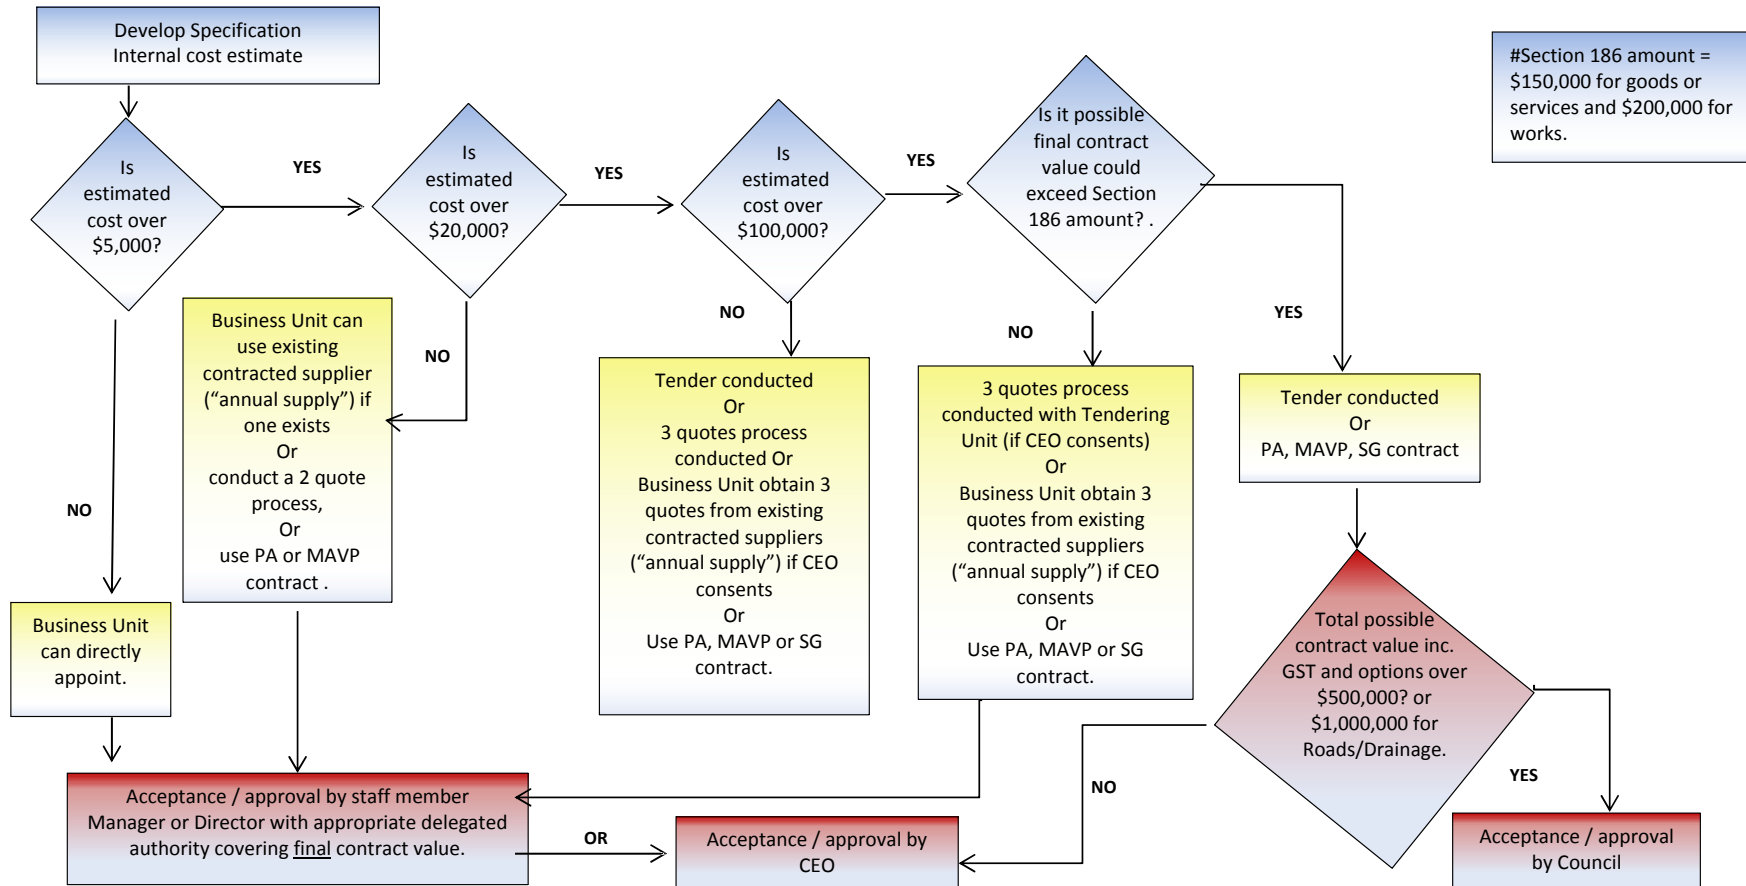 Develop Specification
Internal cost estimate
#Section 186 amount =
$150,000 for goods or
services and $200,000 for
works.
Is
estimated
cost over
$5,000?
YES
Is
estimated
cost over
$20,000?
YES
Is
estimated
cost over
$100,000?
YES
Is it possible
final contract
value could
exceed Section
186 amount? .
NO
Business Unit can
use existing
contracted supplier
(“annual supply”) if
one exists
Or
conduct a 2 quote
process,
Or
use PA or MAVP
contract .
NO
NO
Tender conducted
Or
3 quotes process
conducted Or
Business Unit obtain 3
quotes from existing
contracted suppliers
(“annual supply”) if CEO
consents
Or
Use PA, MAVP or SG
contract.
NO
3 quotes process
conducted with Tendering
Unit (if CEO consents)
Or
Business Unit obtain 3
quotes from existing
contracted suppliers
(“annual supply”) if CEO
consents
Or
Use PA, MAVP or SG
contract.
YES
Tender conducted
Or
PA, MAVP, SG contract
Business Unit
can directly
appoint.
Total possible
contract value inc.
GST and options over
$500,000? or
$1,000,000 for
Roads/Drainage.
NO
YES
Acceptance / approval by staff member
Manager or Director with appropriate delegated
authority covering final contract value.
OR
Acceptance / approval by
CEO
Acceptance / approval
by Council